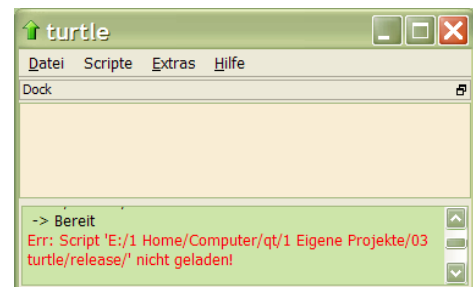 turtle
Datei Scripte Extras Hilfe
Dock
-> Bereit
Err: Script 'E:/1 Home/Computer/qt/1 Eigene Projekte/03
turtle/release/' nicht geladen!